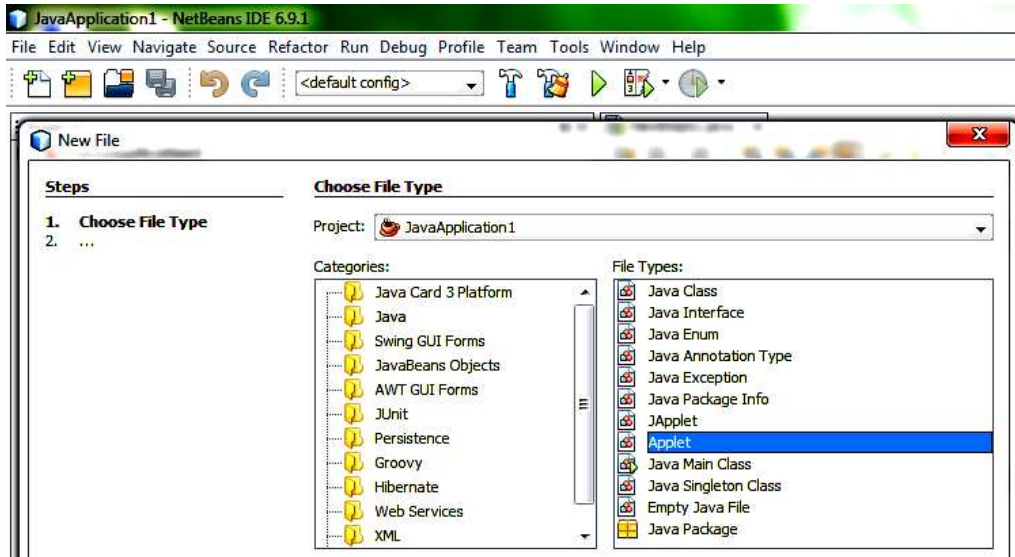 JavaApplication1 - NetBeans IDE 6.9.1
File Edit View Navigate Source Refactor Run Debug Profile Team Tools Window Help
<default config>
New File
Steps
Choose File Type
1. Choose File Type
2. ...
Project: JavaApplication1
Categories:
Java Card 3 Platform
Java
Swing GUI Forms
JavaBeans Objects
AWT GUI Forms
JUnit
Persistence
Groovy
Hibernate
Web Services
XML
File Types:
Java Class
Java Interface
Java Enum
Java Annotation Type
Java Exception
Java Package Info
JApplet
Applet
Java Main Class
Java Singleton Class
Empty Java File
Java Package